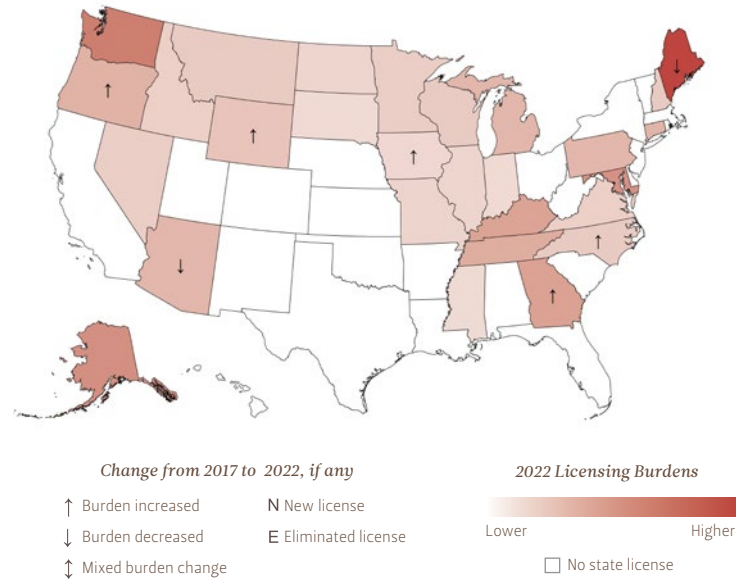 Change from 2017 to 2022, if any
↑ Burden increased
↓ Burden decreased
↕ Mixed burden change
N New license
E Eliminated license
2022 Licensing Burdens
Lower Higher
No state license